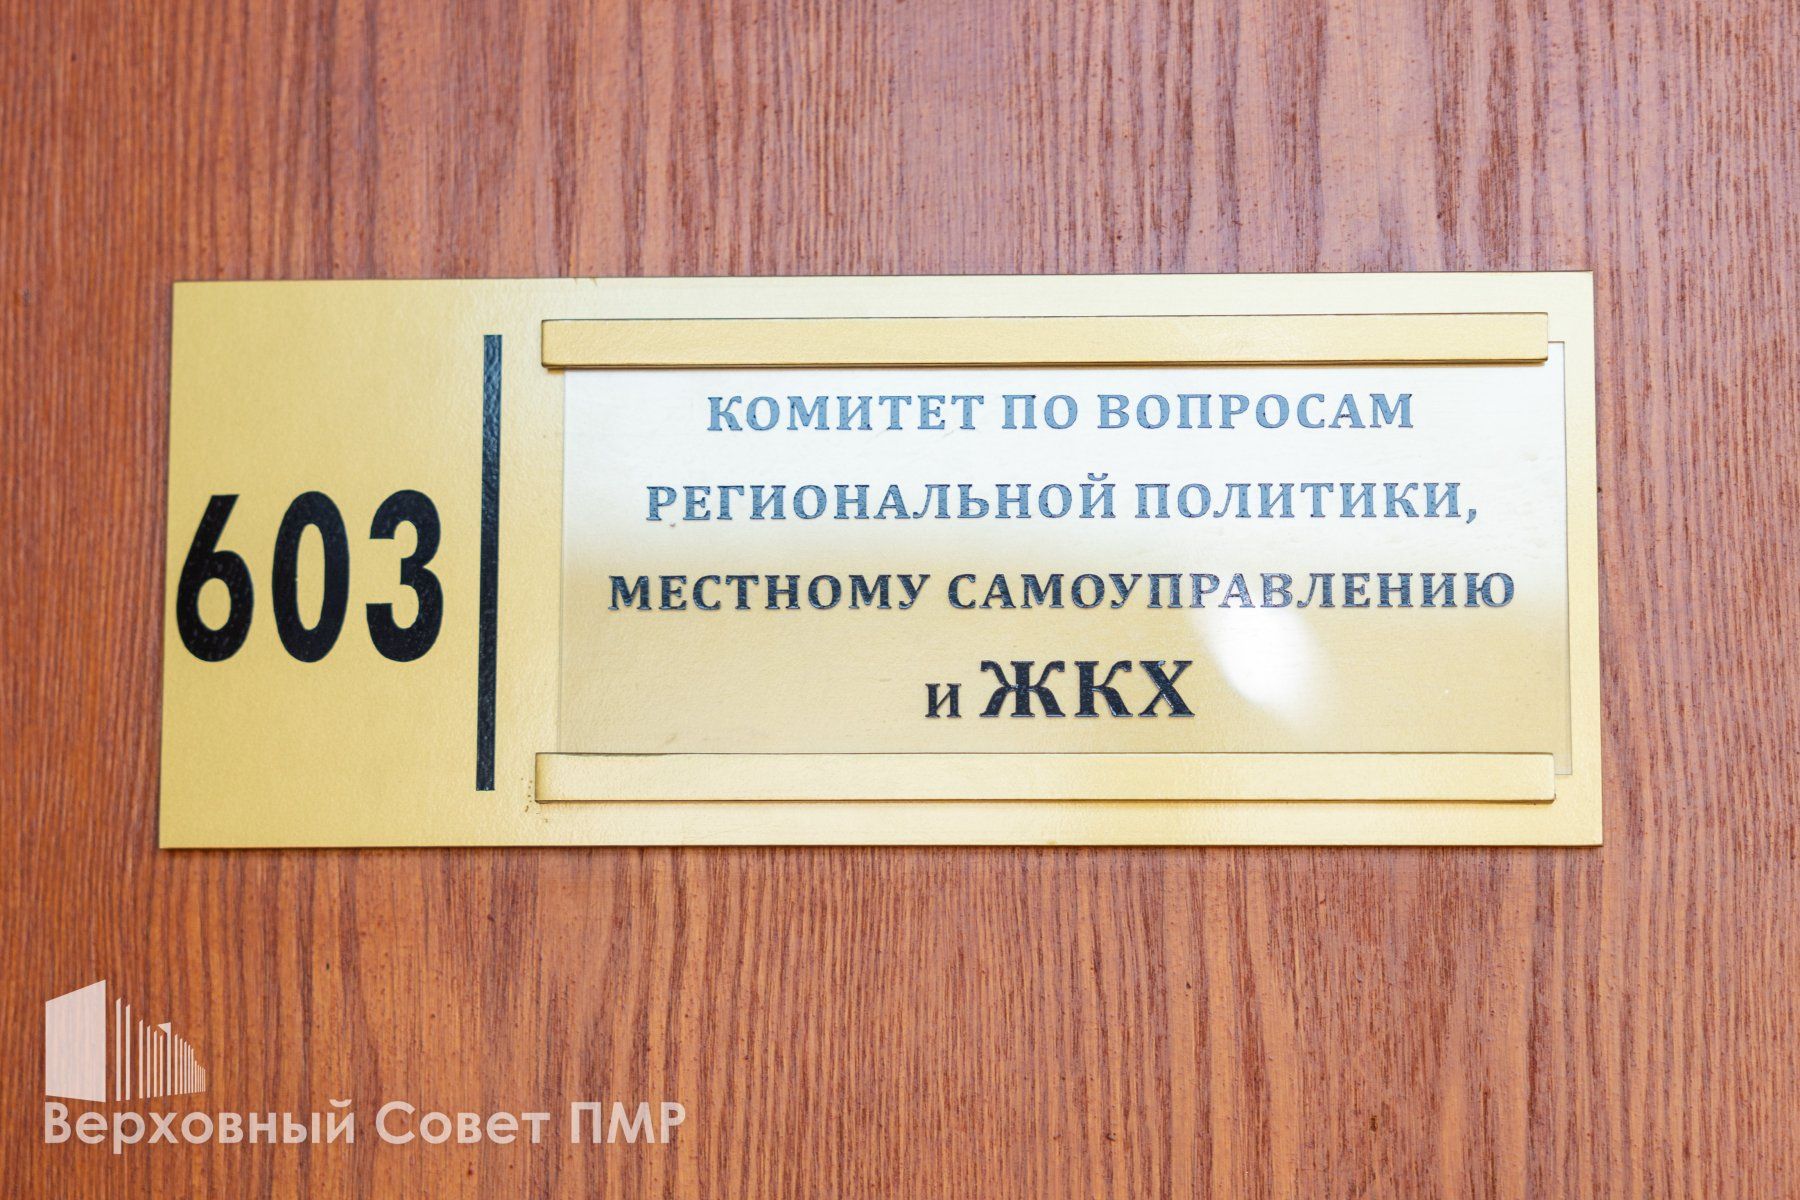 603
КОМИТЕТ ПО ВОПРОСАМ
РЕГИОНАЛЬНОЙ ПОЛИТИКИ,
МЕСТНОМУ САМОУПРАВЛЕНИЮ
и ЖКХ
Верховный Совет ПМР